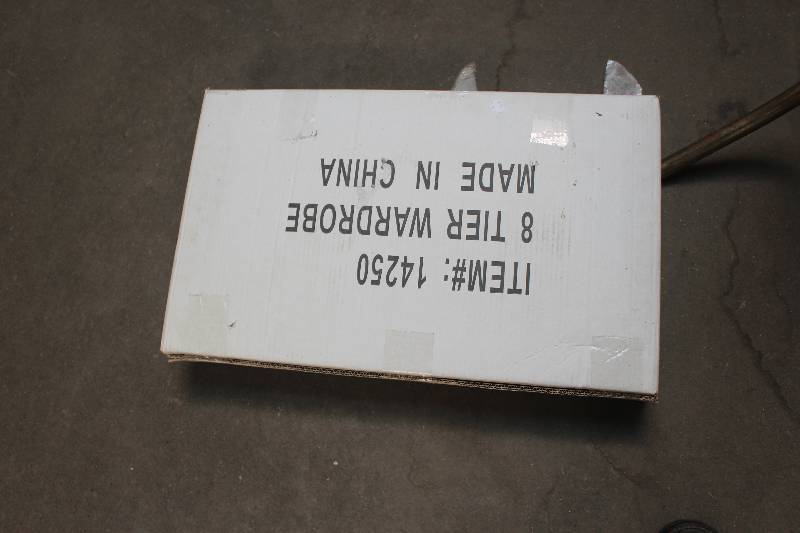 ITEM#: 14250
8 TIER WARDROBE
MADE IN CHINA